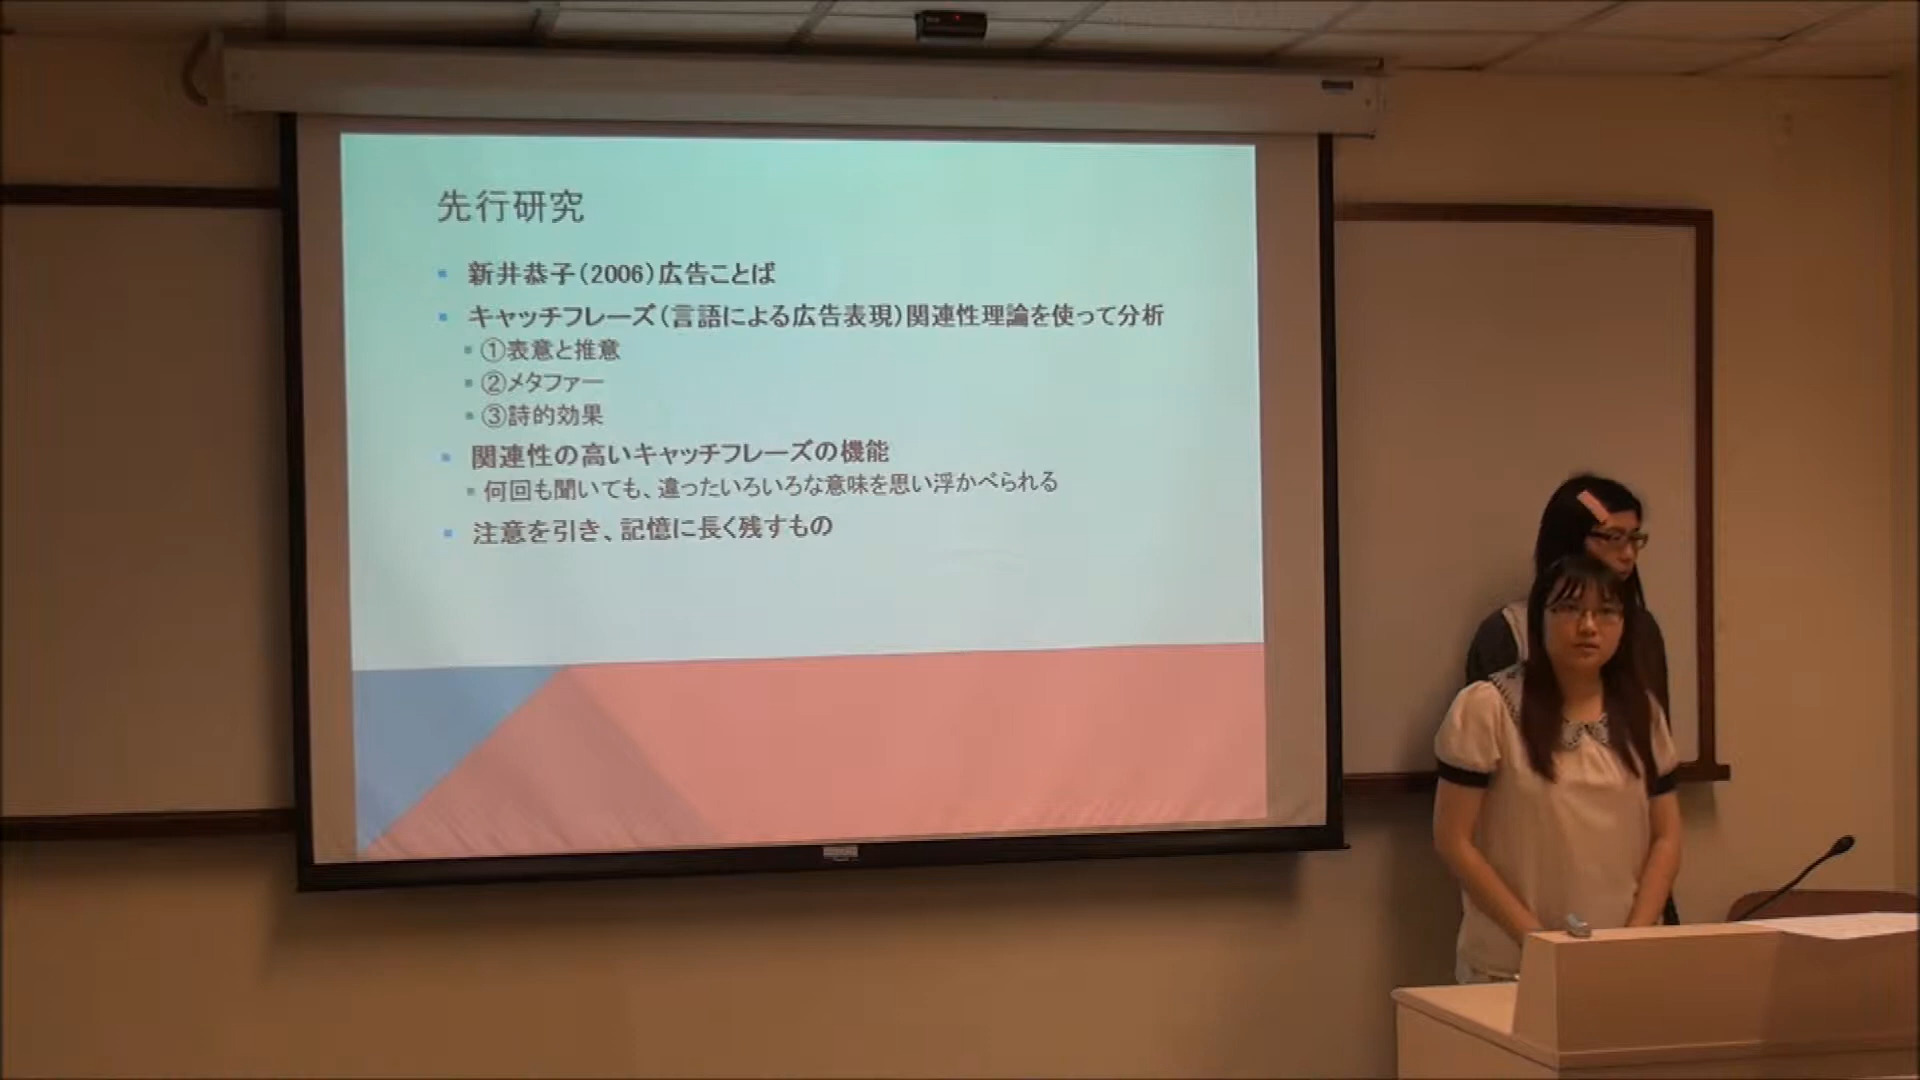 先行研究
新井恭子（2006）広告ことば
キャッチフレーズ（言語による広告表現）関連性理論を使って分析
①表意と推意
②メタファー
③詩的効果
関連性の高いキャッチフレーズの機能
何回も聞いても、違ったいろいろな意味を思い浮かべられる
注意を引き、記憶に長く残すもの